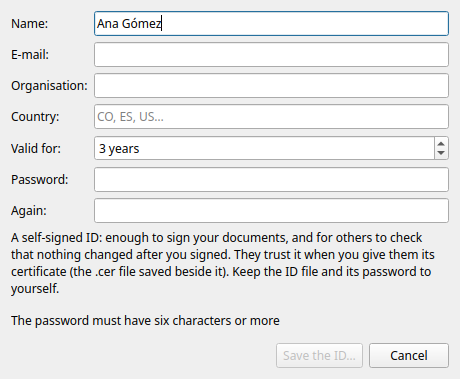 Name: Ana Gómez
E-mail:
Organisation:
Country: CO, ES, US...
Valid for: 3 years
Password:
Again:
A self-signed ID: enough to sign your documents, and for others to check
that nothing changed after you signed. They trust it when you give them its
certificate (the .cer file saved beside it). Keep the ID file and its password to
yourself.
The password must have six characters or more
Save the ID... Cancel